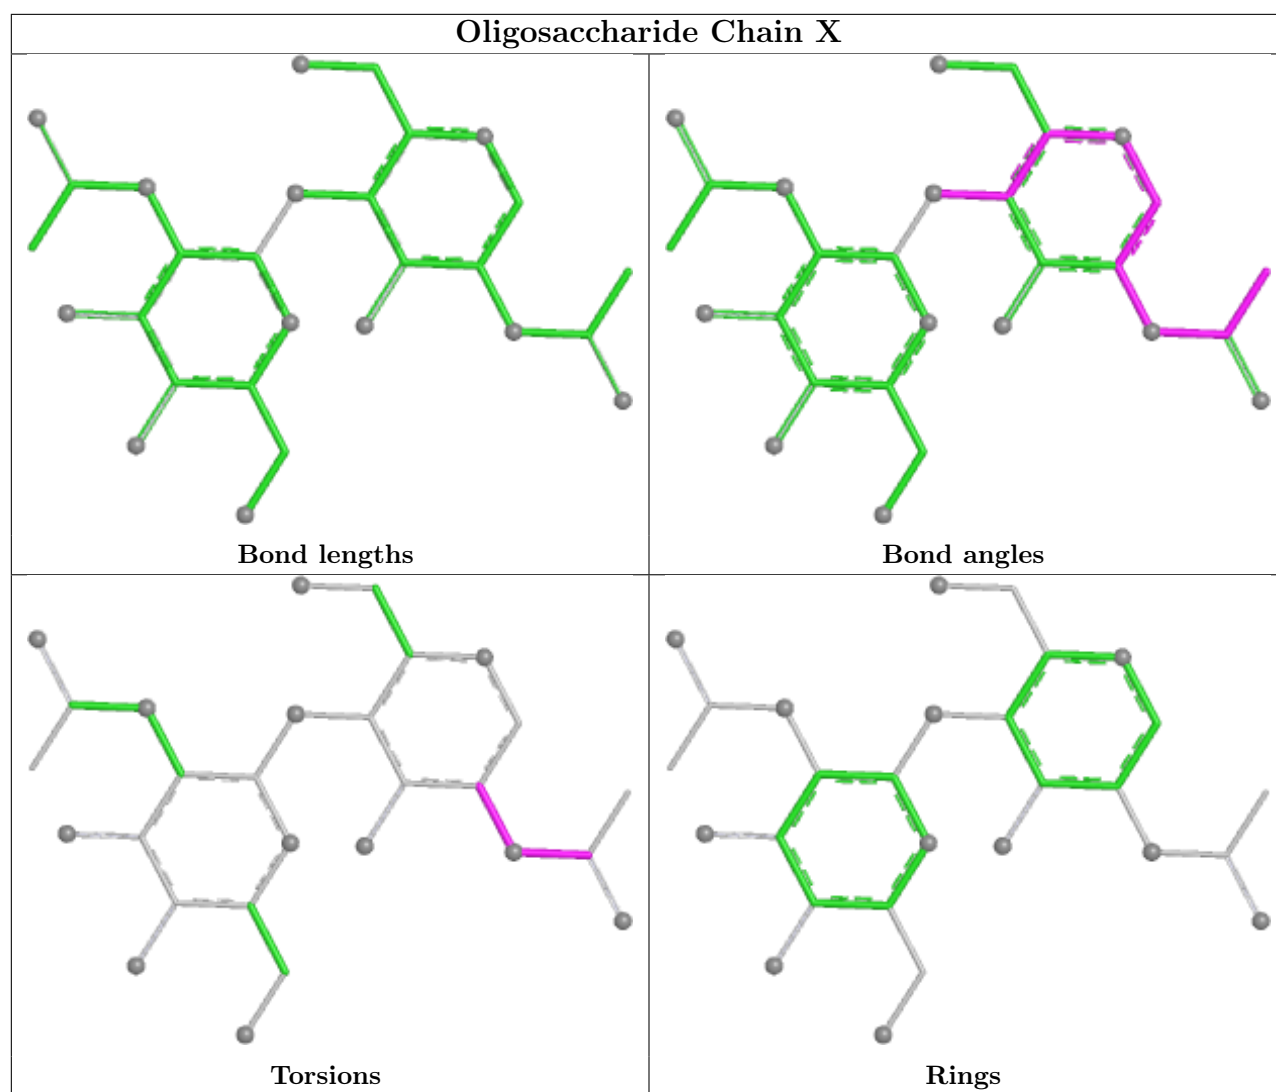 Oligosaccharide Chain X
Bond lengths
Bond angles
Torsions
Rings